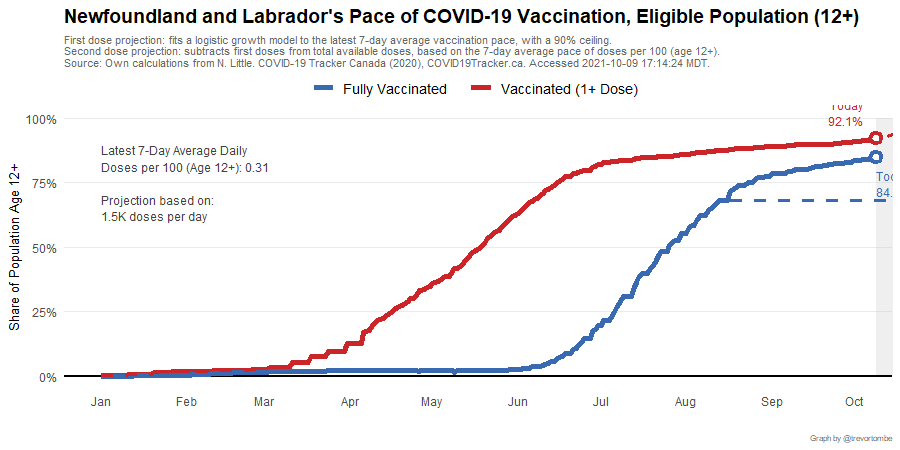 Newfoundland and Labrador's Pace of COVID-19 Vaccination, Eligible Population (12+)
First dose projection: fits a logistic growth model to the latest 7-day average vaccination pace, with a 90% ceiling.
Second dose projection: subtracts first doses from total available doses, based on the 7-day average pace of doses per 100 (age 12+).
Source: Own calculations from N. Little. COVID-19 Tracker Canada (2020), COVID19Tracker.ca. Accessed 2021-10-09 17:14:24 MDT.
Fully Vaccinated
Vaccinated (1+ Dose)
Today
92.1%
100%
75%
50%
25%
0%
Share of Population Age 12+
Latest 7-Day Average Daily
Doses per 100 (Age 12+): 0.31
Projection based on:
1.5K doses per day
84.
Jan Feb Mar Apr May Jun Jul Aug Sep Oct
Graph by @trevortombe